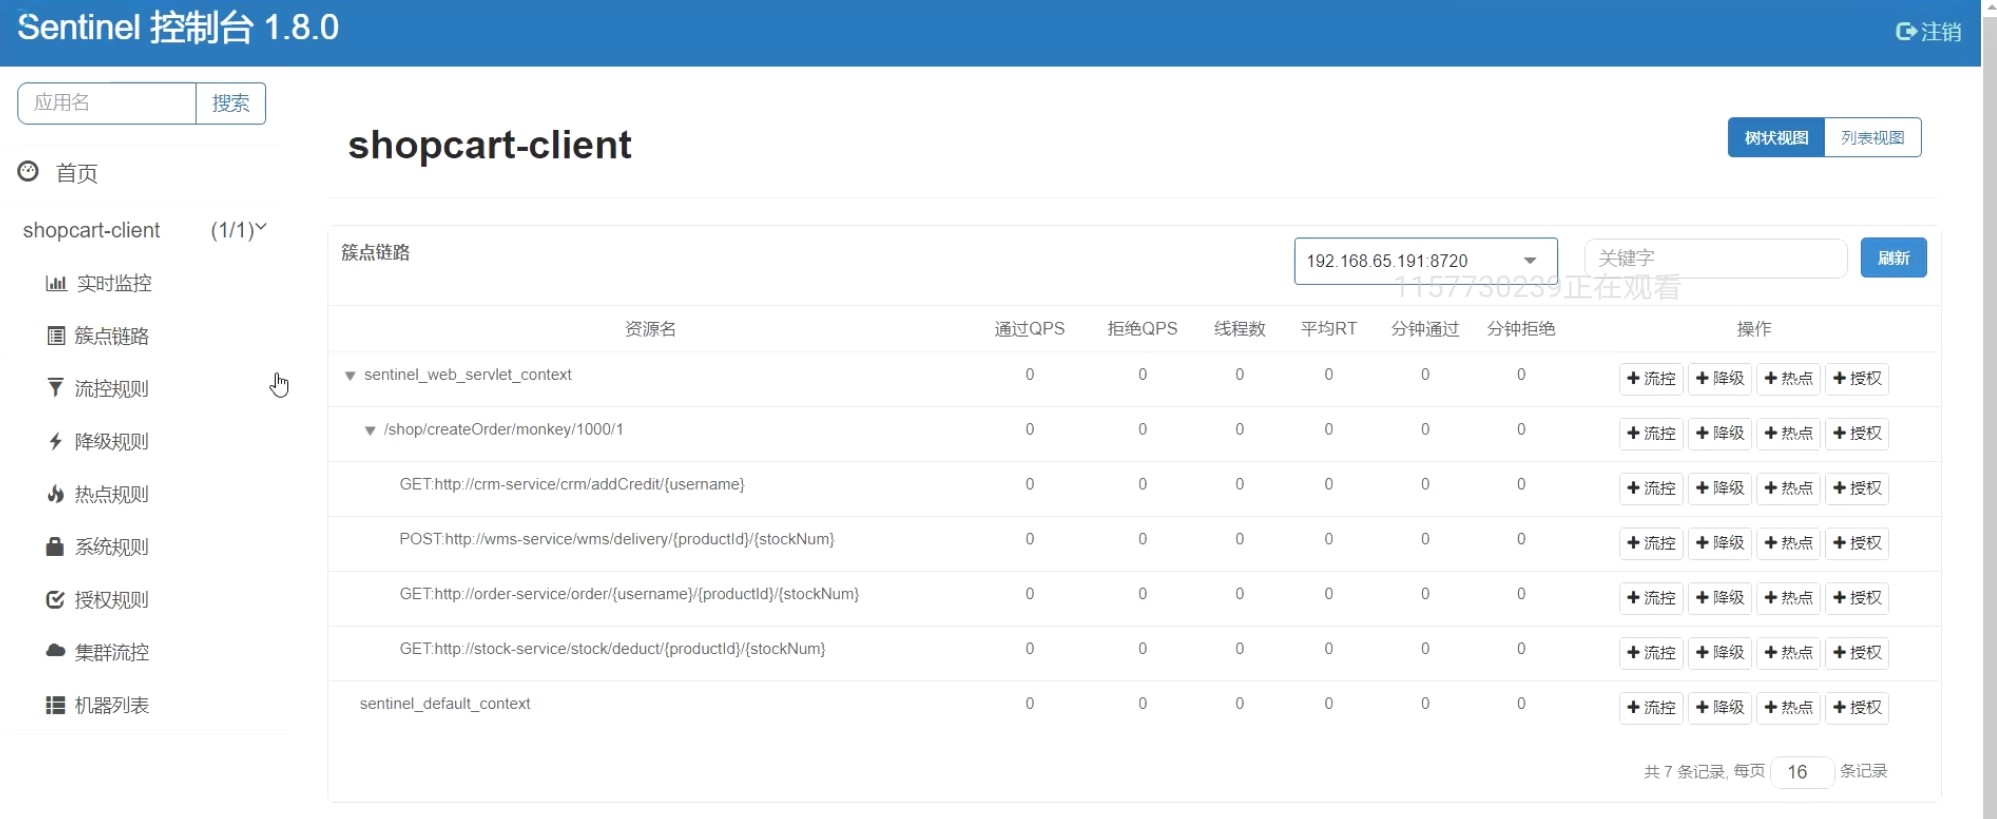 Sentinel 控制台 1.8.0
注销
应用名 搜索
首页
shopcart-client (1/1)
实时监控
簇点链路
流控规则
降级规则
热点规则
系统规则
授权规则
集群流控
机器列表
shopcart-client
树状视图 列表视图
簇点链路 192.168.65.191:8720 关键字 刷新
1157730239正在观看
资源名 通过QPS 拒绝QPS 线程数 平均RT 分钟通过 分钟拒绝 操作
sentinel_web_servlet_context 0 0 0 0 0 0 流控 降级 热点 授权
/shop/createOrder/monkey/1000/1 0 0 0 0 0 0 流控 降级 热点 授权
GET:http://crm-service/crm/addCredit/{username} 0 0 0 0 0 0 流控 降级 热点 授权
POST:http://wms-service/wms/delivery/{productId}/{stockNum} 0 0 0 0 0 0 流控 降级 热点 授权
GET:http://order-service/order/{username}/{productId}/{stockNum} 0 0 0 0 0 0 流控 降级 热点 授权
GET:http://stock-service/stock/deduct/{productId}/{stockNum} 0 0 0 0 0 0 流控 降级 热点 授权
sentinel_default_context 0 0 0 0 0 0 流控 降级 热点 授权
共 7 条记录, 每页 16 条记录